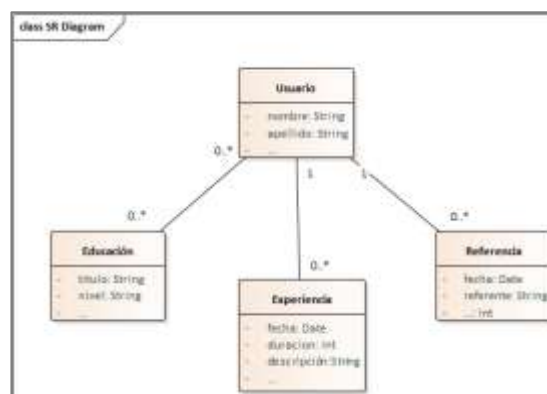 class SR Diagram
Usuario
- nombre: String
- apellido: String
- ...
0..*
1
1
0..*
0..*
0..*
Educación
- titulo: String
- nivel: String
- ...
Experiencia
- fecha: Date
- duracion: Int
- descripción:String
- ...
Referencia
- fecha: Date
- referente: String
- ...: Int